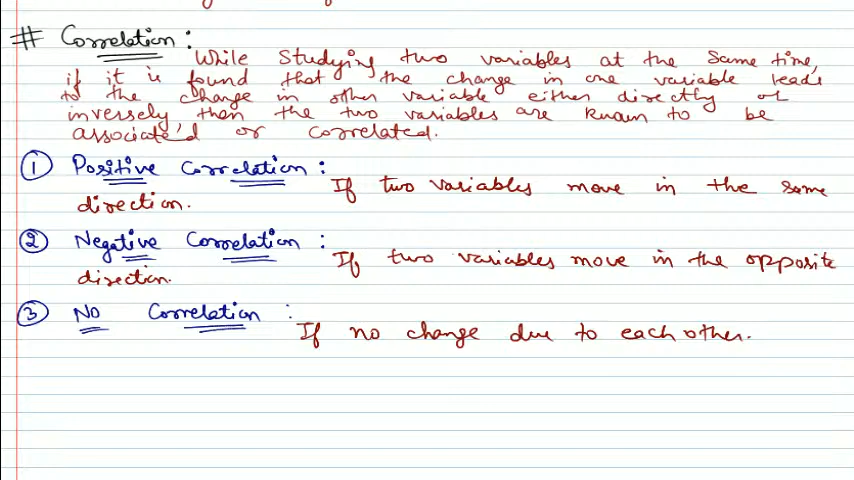 # Correlation :
While studying two variables at the same time,
if it is found that the change in one variable leads
to the change in other variable either directly or
inversely then the two variables are known to be
associate'd or correlated.
① Positive Correlation :
If two variables move in the same
direction.
② Negative Correlation :
If two variables move in the opposite
direction.
③ No Correlation :
If no change due to each other.